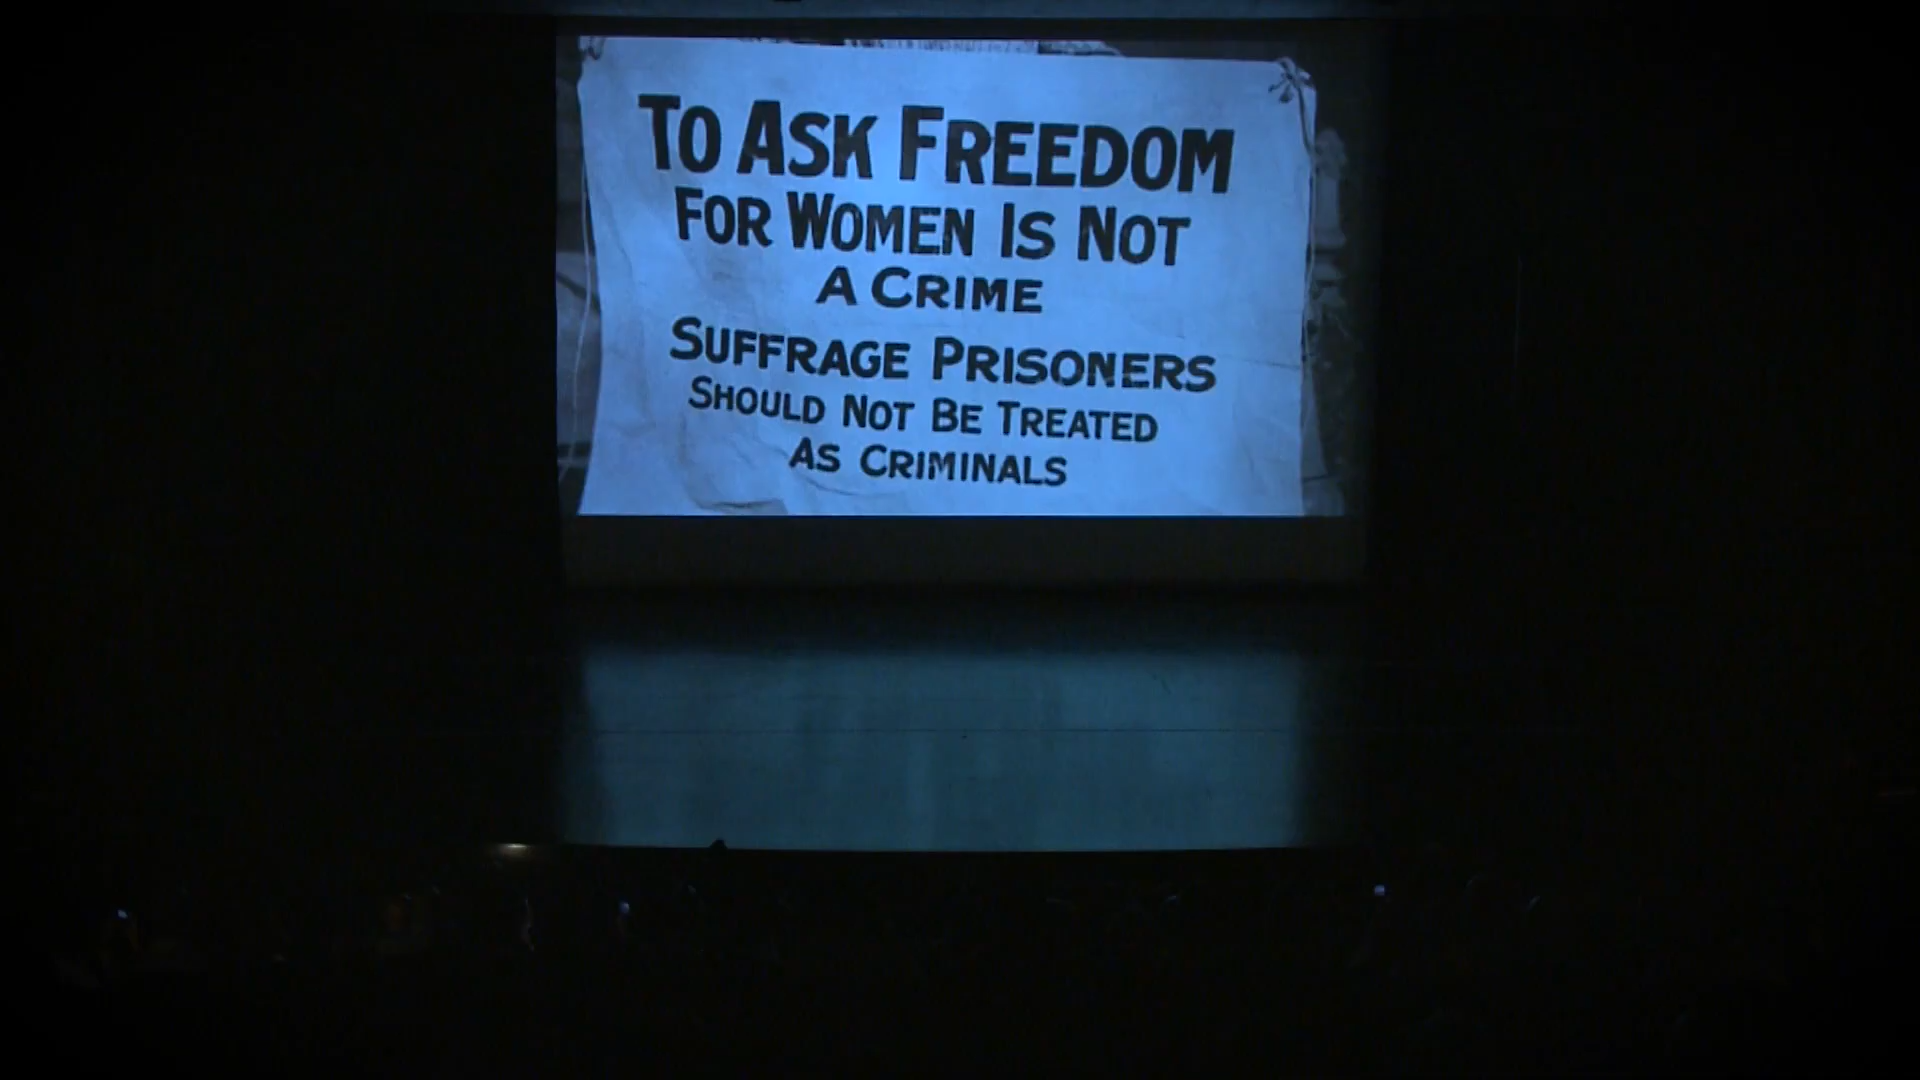 TO ASK FREEDOM
FOR WOMEN IS NOT
A CRIME
SUFFRAGE PRISONERS
SHOULD NOT BE TREATED
AS CRIMINALS